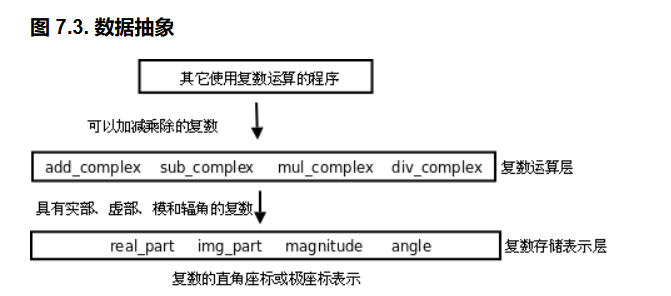 图 7.3. 数据抽象
其它使用复数运算的程序
可以加减乘除的复数
add_complex sub_complex mul_complex div_complex 复数运算层
具有实部、虚部、模和辐角的复数
real_part img_part magnitude angle 复数存储表示层
复数的直角座标或极座标表示